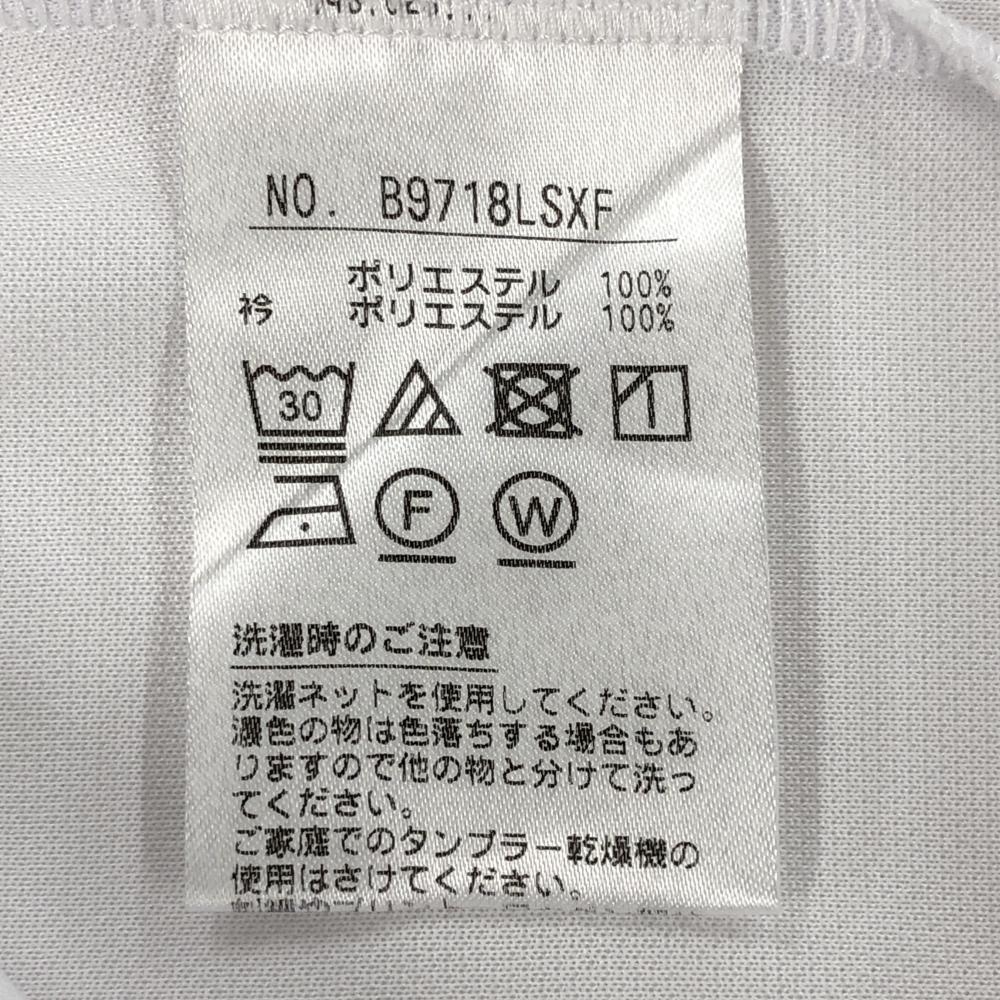 NO. B9718LSXF
ポリエステル 100%
衿 ポリエステル 100%
30
F W
洗濯時のご注意
洗濯ネットを使用してください。
濃色の物は色落ちする場合もあ
りますので他の物と分けて洗っ
てください。
ご家庭でのタンブラー乾燥機の
使用はさけてください。